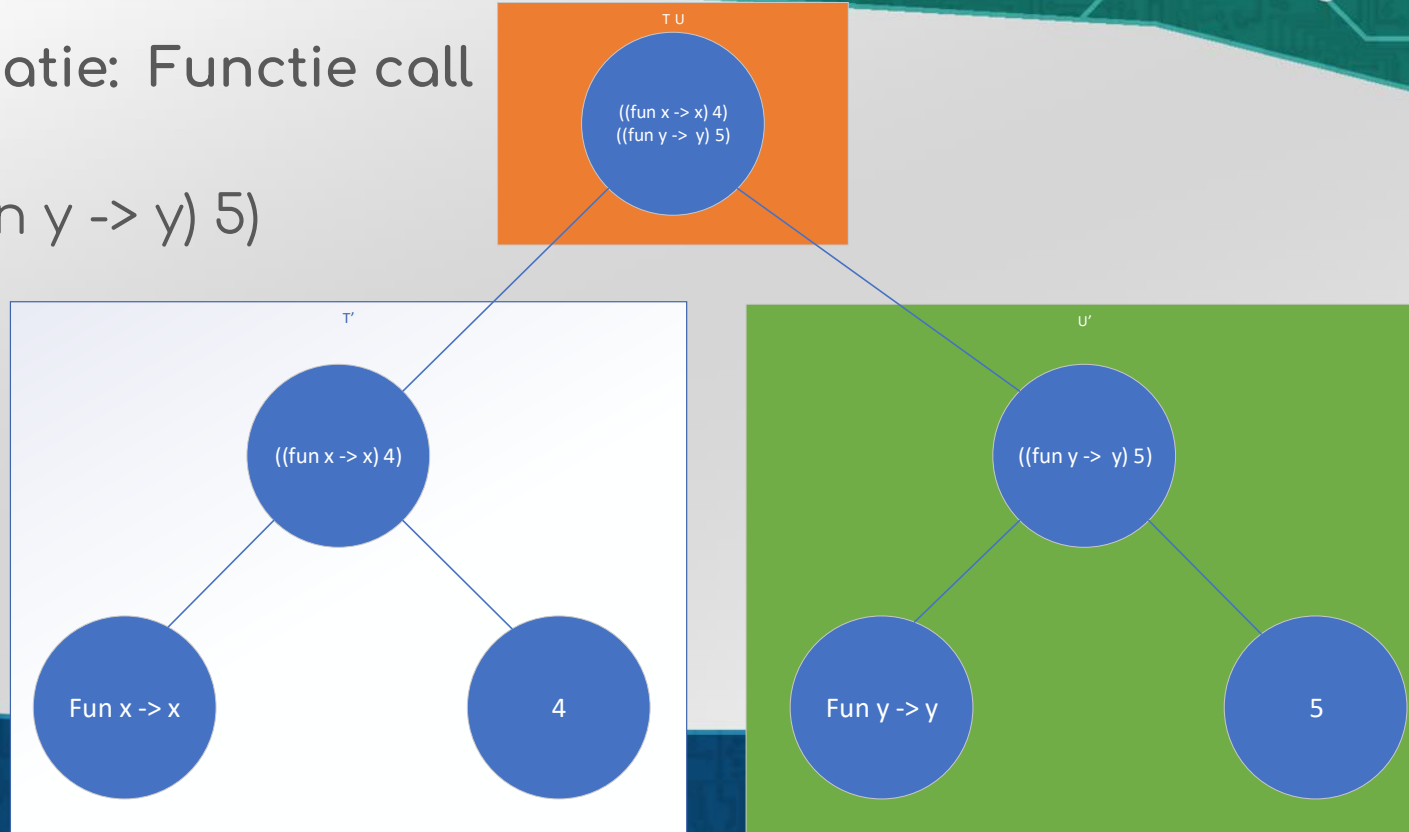 atie: Functie call
n y -> y) 5)
T U
((fun x -> x) 4)
((fun y -> y) 5)
T’
((fun x -> x) 4)
Fun x -> x
4
U’
((fun y -> y) 5)
Fun y -> y
5